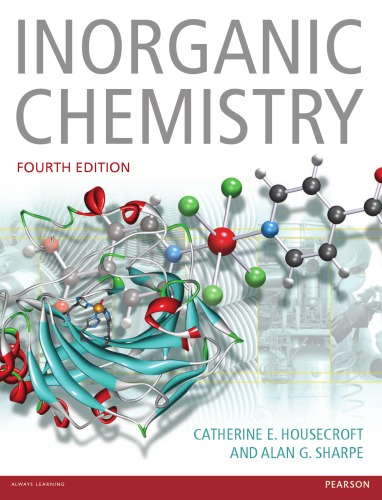 INORGANIC
CHEMISTRY
FOURTH EDITION
CATHERINE E. HOUSECROFT
AND ALAN G. SHARPE
ALWAYS LEARNING
PEARSON